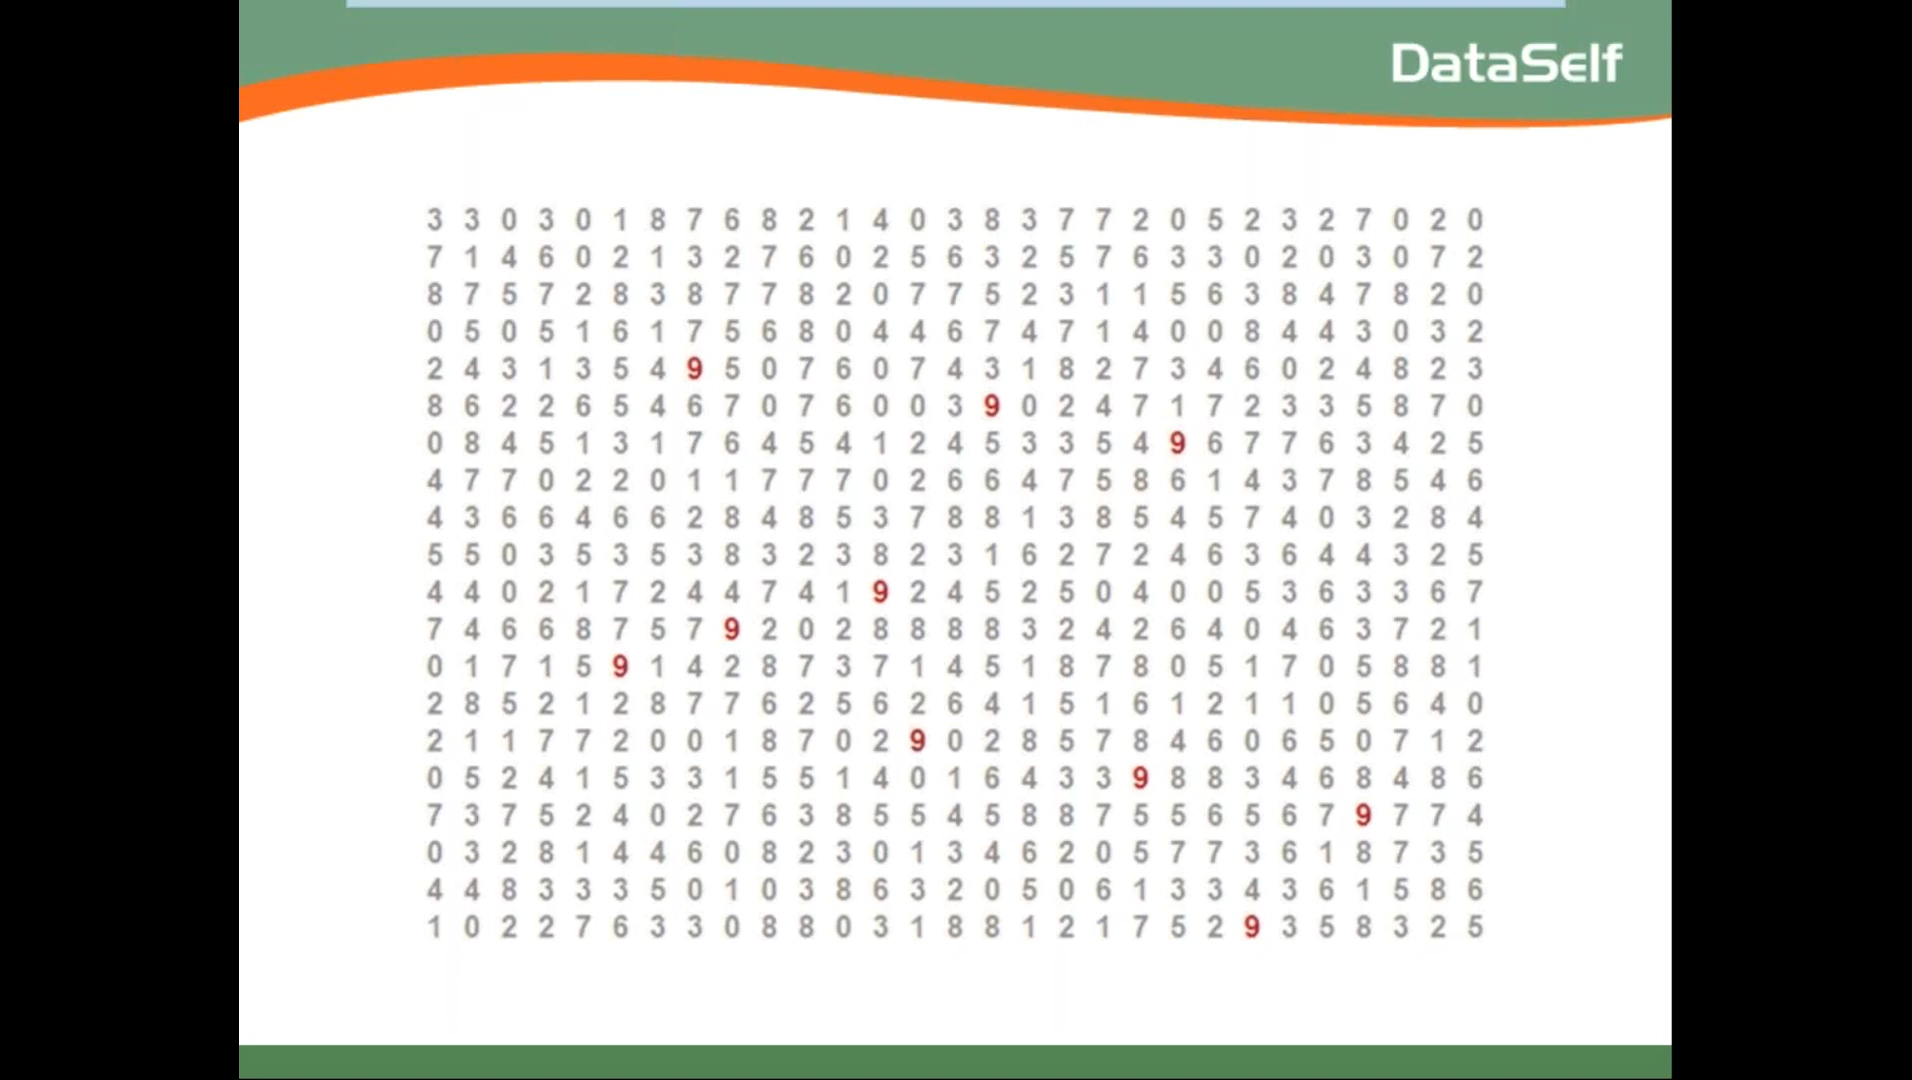 DataSelf
3 3 0 3 0 1 8 7 6 8 2 1 4 0 3 8 3 7 7 2 0 5 2 3 2 7 0 2 0
7 1 4 6 0 2 1 3 2 7 6 0 2 5 6 3 2 5 7 6 3 3 0 2 0 3 0 7 2
8 7 5 7 2 8 3 8 7 7 8 2 0 7 7 5 2 3 1 1 5 6 3 8 4 7 8 2 0
0 5 0 5 1 6 1 7 5 6 8 0 4 4 6 7 4 7 1 4 0 0 8 4 4 3 0 3 2
2 4 3 1 3 5 4 9 5 0 7 6 0 7 4 3 1 8 2 7 3 4 6 0 2 4 8 2 3
8 6 2 2 6 5 4 6 7 0 7 6 0 0 3 9 0 2 4 7 1 7 2 3 3 5 8 7 0
0 8 4 5 1 3 1 7 6 4 5 4 1 2 4 5 3 3 5 4 9 6 7 7 6 3 4 2 5
4 7 7 0 2 2 0 1 1 7 7 7 0 2 6 6 4 7 5 8 6 1 4 3 7 8 5 4 6
4 3 6 6 4 6 6 2 8 4 8 5 3 7 8 8 1 3 8 5 4 5 7 4 0 3 2 8 4
5 5 0 3 5 3 5 3 8 3 2 3 8 2 3 1 6 2 7 2 4 6 3 6 4 4 3 2 5
4 4 0 2 1 7 2 4 4 7 4 1 9 2 4 5 2 5 0 4 0 0 5 3 6 3 3 6 7
7 4 6 6 8 7 5 7 9 2 0 2 8 8 8 8 3 2 4 2 6 4 0 4 6 3 7 2 1
0 1 7 1 5 9 1 4 2 8 7 3 7 1 4 5 1 8 7 8 0 5 1 7 0 5 8 8 1
2 8 5 2 1 2 8 7 7 6 2 5 6 2 6 4 1 5 1 6 1 2 1 1 0 5 6 4 0
2 1 1 7 7 2 0 0 1 8 7 0 2 9 0 2 8 5 7 8 4 6 0 6 5 0 7 1 2
0 5 2 4 1 5 3 3 1 5 5 1 4 0 1 6 4 3 3 9 8 8 3 4 6 8 4 8 6
7 3 7 5 2 4 0 2 7 6 3 8 5 5 4 5 8 8 7 5 5 6 5 6 7 9 7 7 4
0 3 2 8 1 4 4 6 0 8 2 3 0 1 3 4 6 2 0 5 7 7 3 6 1 8 7 3 5
4 4 8 3 3 3 5 0 1 0 3 8 6 3 2 0 5 0 6 1 3 3 4 3 6 1 5 8 6
1 0 2 2 7 6 3 3 0 8 8 0 3 1 8 8 1 2 1 7 5 2 9 3 5 8 3 2 5